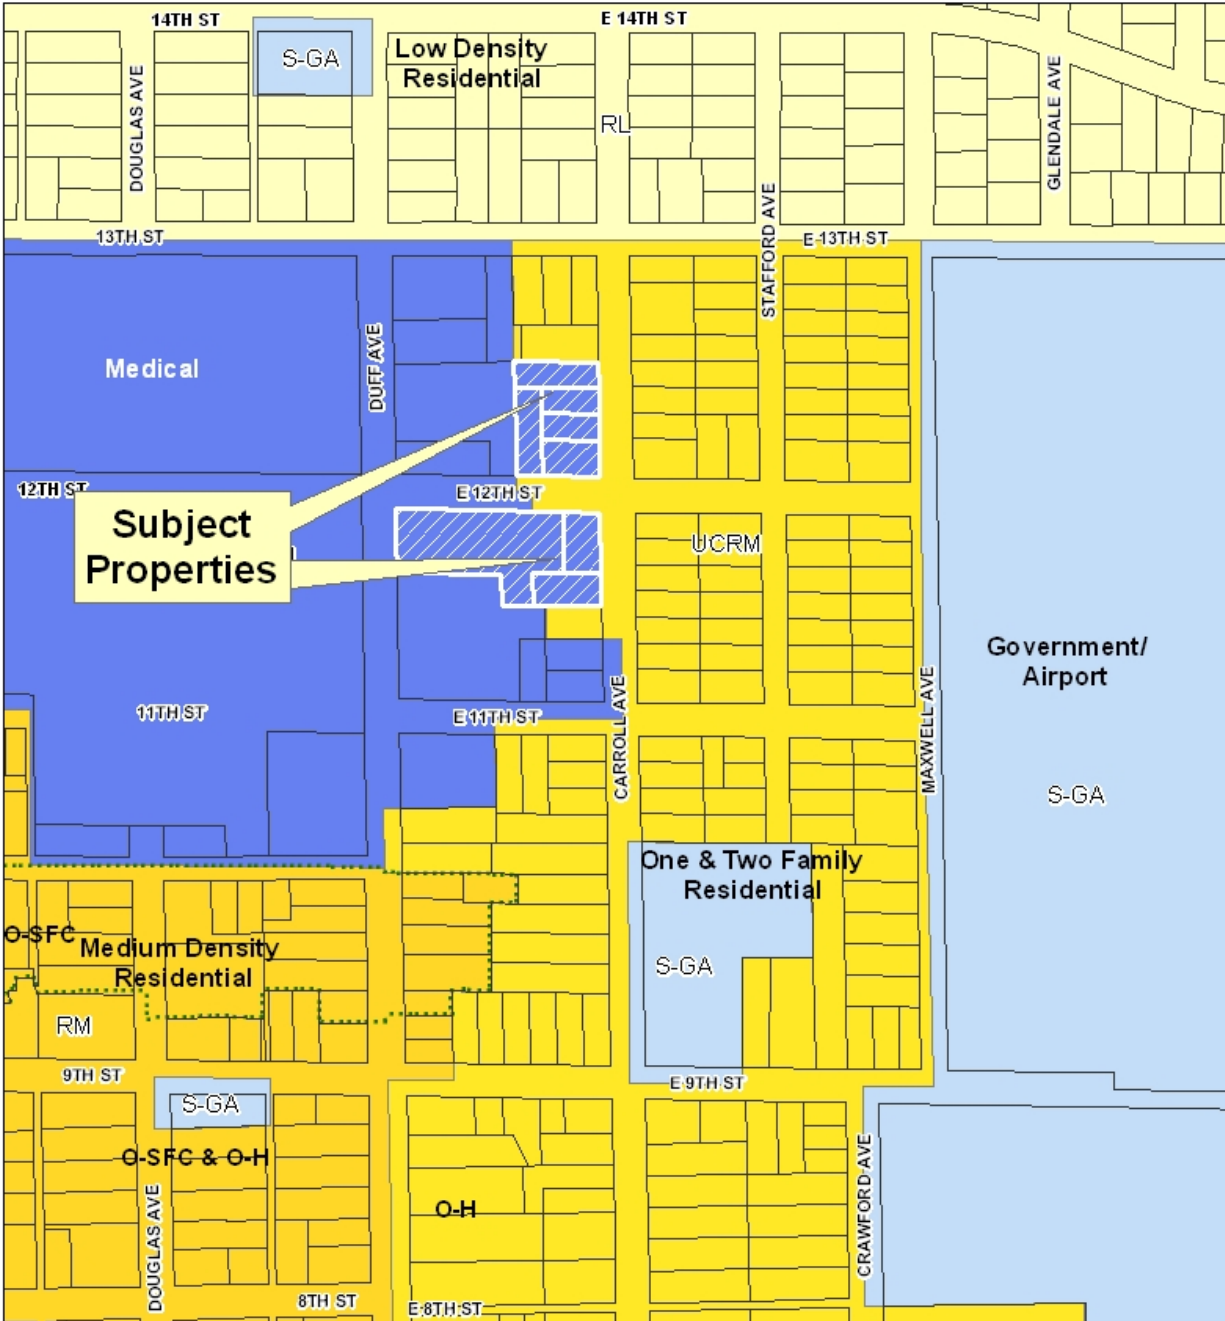 14TH ST
E 14TH ST
S-GA
Low Density
Residential
DOUGLAS AVE
GLENDALE AVE
RL
STAFFORD AVE
13TH ST
E 13TH ST
Medical
DUFF AVE
12TH ST
E 12TH ST
Subject
Properties
UCRM
Government/
Airport
11TH ST
E 11TH ST
CARROLL AVE
MAXWELL AVE
S-GA
One & Two Family
Residential
O-SFC
Medium Density
Residential
S-GA
RM
9TH ST
E 9TH ST
S-GA
O-SFC & O-H
O-H
DOUGLAS AVE
CRAWFORD AVE
8TH ST
E 8TH ST